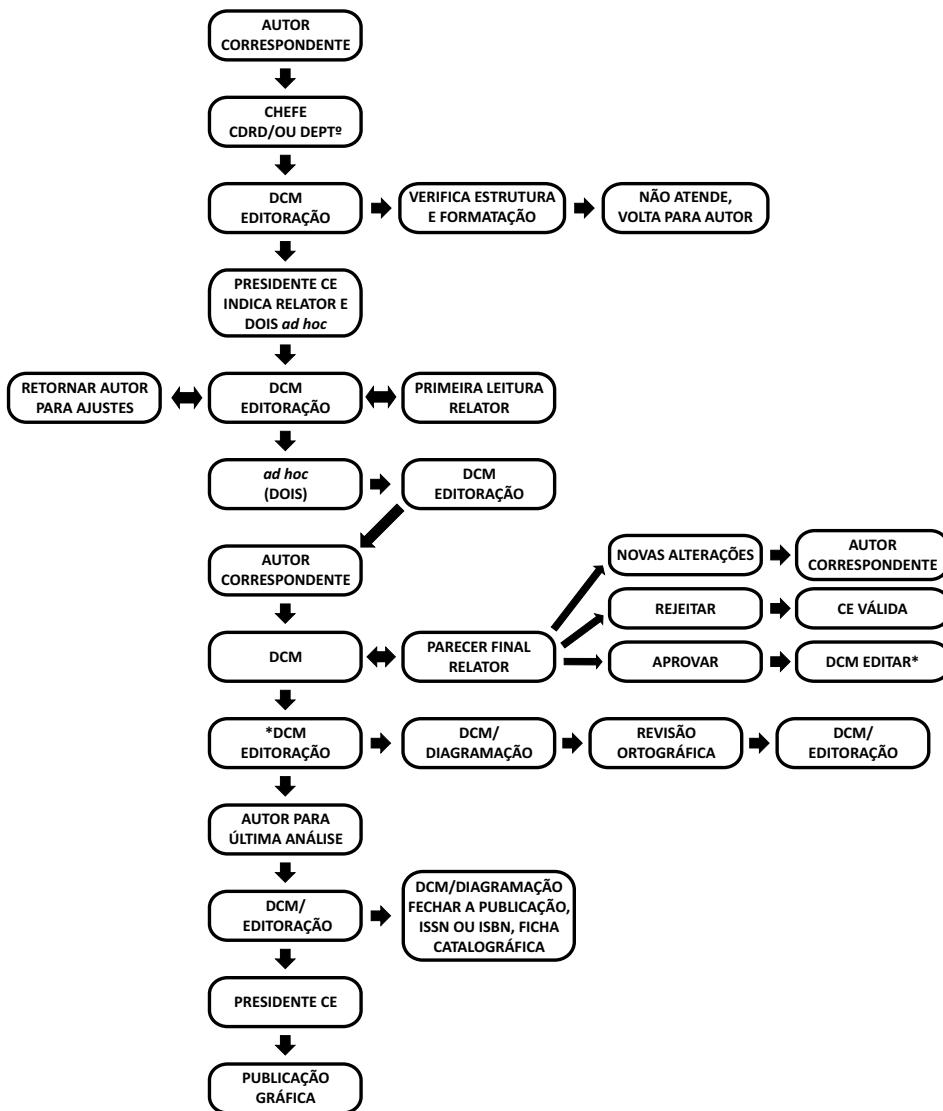 AUTOR
CORRESPONDENTE
CHEFE
CDRD/OU DEPTº
DCM
EDITORAÇÃO
VERIFICA ESTRUTURA
E FORMATAÇÃO
NÃO ATENDE,
VOLTA PARA AUTOR
PRESIDENTE CE
INDICA RELATOR E
DOIS ad hoc
RETORNAR AUTOR
PARA AJUSTES
DCM
EDITORAÇÃO
PRIMEIRA LEITURA
RELATOR
ad hoc
(DOIS)
DCM
EDITORAÇÃO
AUTOR
CORRESPONDENTE
NOVAS ALTERAÇÕES
AUTOR
CORRESPONDENTE
REJEITAR
CE VÁLIDA
DCM
PARECER FINAL
RELATOR
APROVAR
DCM EDITAR*
*DCM
EDITORAÇÃO
DCM/
DIAGRAMAÇÃO
REVISÃO
ORTOGRÁFICA
DCM/
EDITORAÇÃO
AUTOR PARA
ÚLTIMA ANÁLISE
DCM/
EDITORAÇÃO
DCM/DIAGRAMAÇÃO
FECHAR A PUBLICAÇÃO,
ISSN OU ISBN, FICHA
CATALOGRÁFICA
PRESIDENTE CE
PUBLICAÇÃO
GRÁFICA